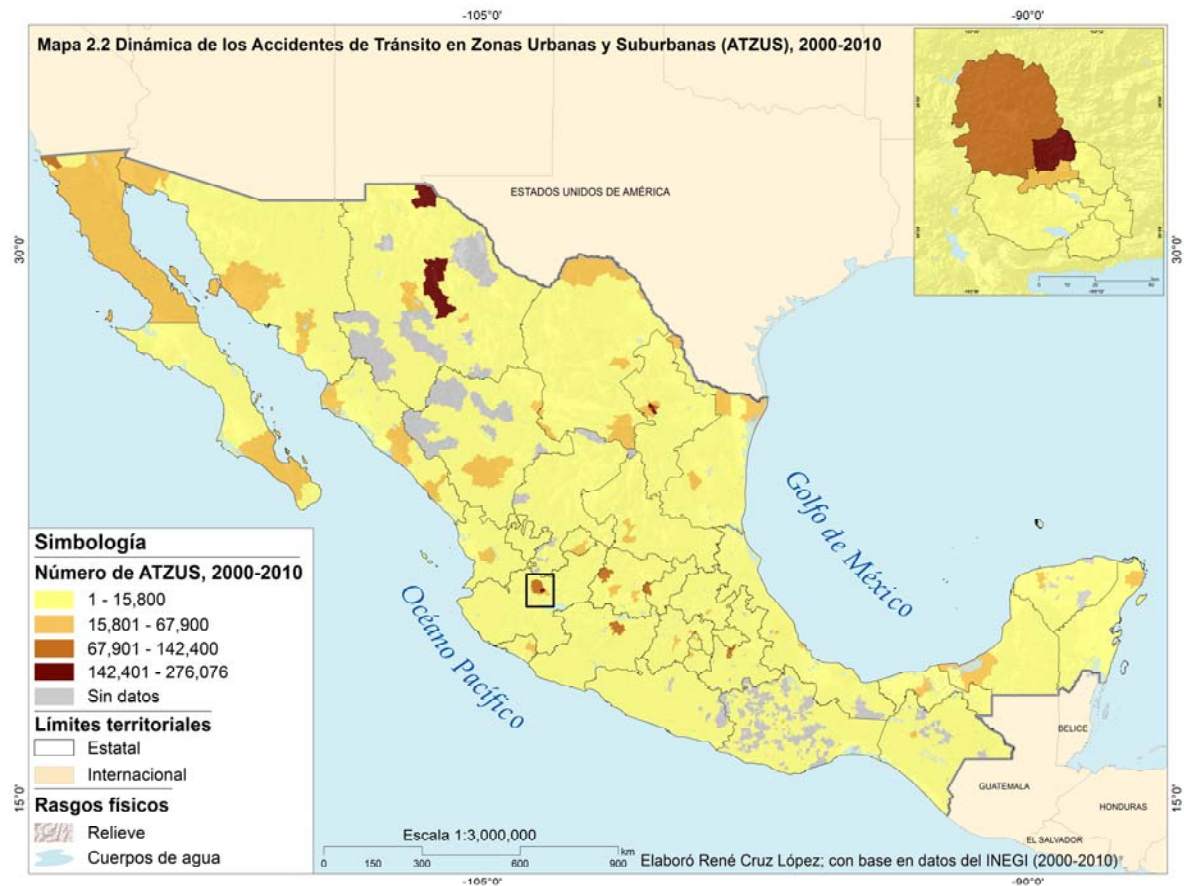 -105°0'
-90°0'
Mapa 2.2 Dinámica de los Accidentes de Tránsito en Zonas Urbanas y Suburbanas (ATZUS), 2000-2010
ESTADOS UNIDOS DE AMÉRICA
30°0'
30°0'
Golfo de México
Océano Pacífico
Simbología
Número de ATZUS, 2000-2010
1 - 15,800
15,801 - 67,900
67,901 - 142,400
142,401 - 276,076
Sin datos
Límites territoriales
Estatal
Internacional
Rasgos físicos
Relieve
Cuerpos de agua
BELICE
GUATEMALA
HONDURAS
EL SALVADOR
15°0'
15°0'
Escala 1:3,000,000
km
0 150 300 600 900
Elaboró René Cruz López; con base en datos del INEGI (2000-2010)
-105°0'
-90°0'